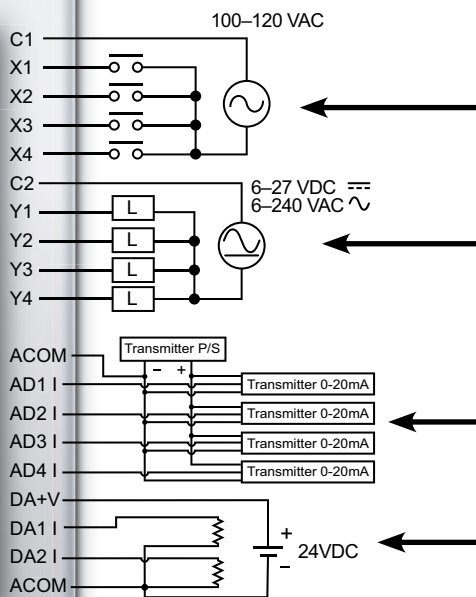 100–120 VAC
C1
X1
X2
X3
X4
C2
6–27 VDC
6–240 VAC
Y1 L
Y2 L
Y3 L
Y4 L
Transmitter P/S
ACOM
– +
AD1 I Transmitter 0-20mA
AD2 I Transmitter 0-20mA
AD3 I Transmitter 0-20mA
AD4 I Transmitter 0-20mA
DA+V
DA1 I
+
24VDC
–
DA2 I
ACOM